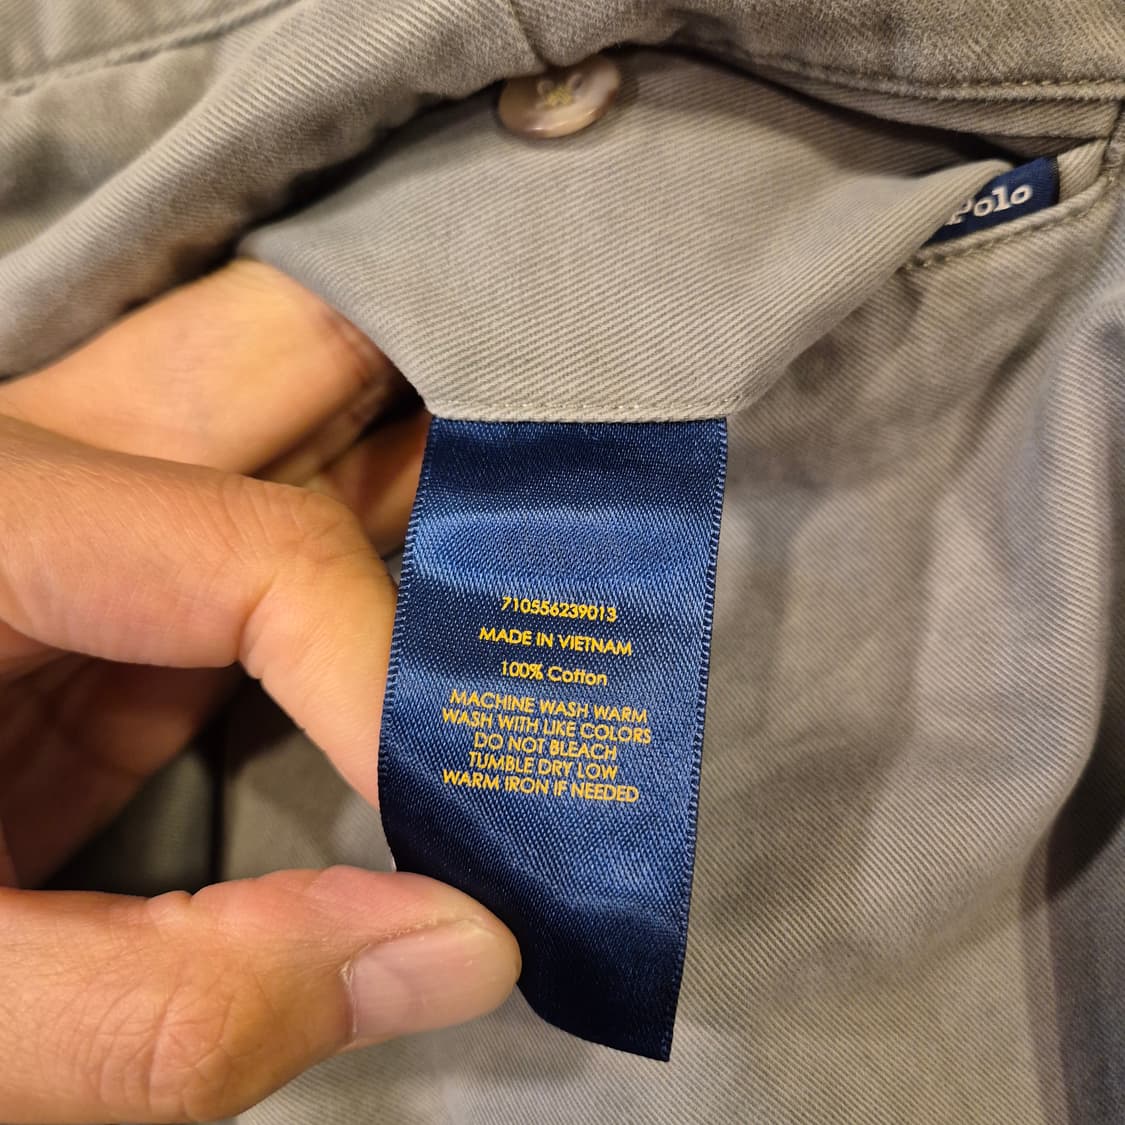 Polo
710556239013
MADE IN VIETNAM
100% Cotton
MACHINE WASH WARM
WASH WITH LIKE COLORS
DO NOT BLEACH
TUMBLE DRY LOW
WARM IRON IF NEEDED